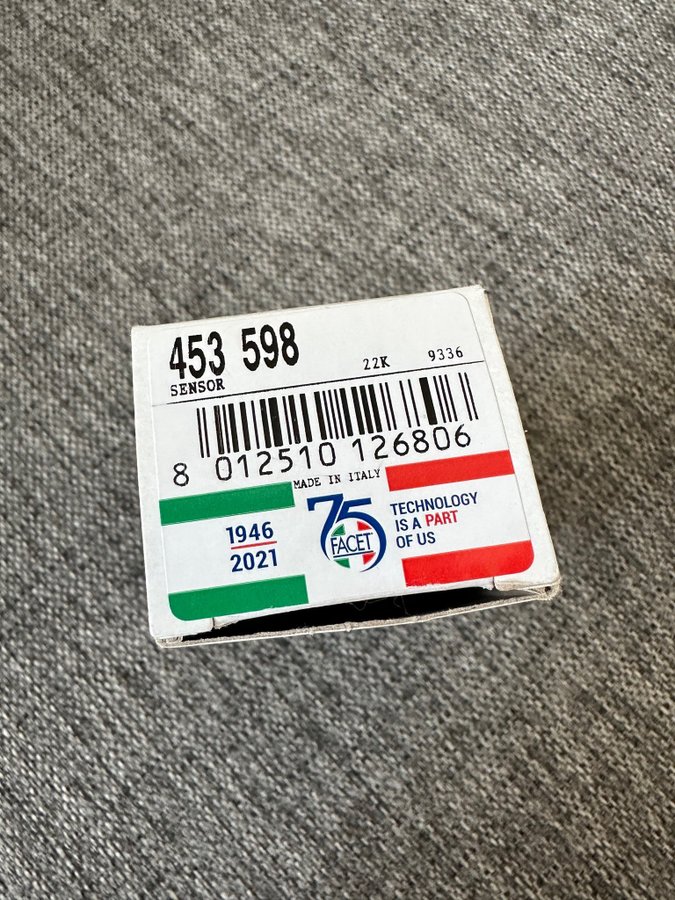 453 598
22K 9336
SENSOR
8 012510 126806
MADE IN ITALY
1946
2021
75
FACET
TECHNOLOGY
IS A PART
OF US